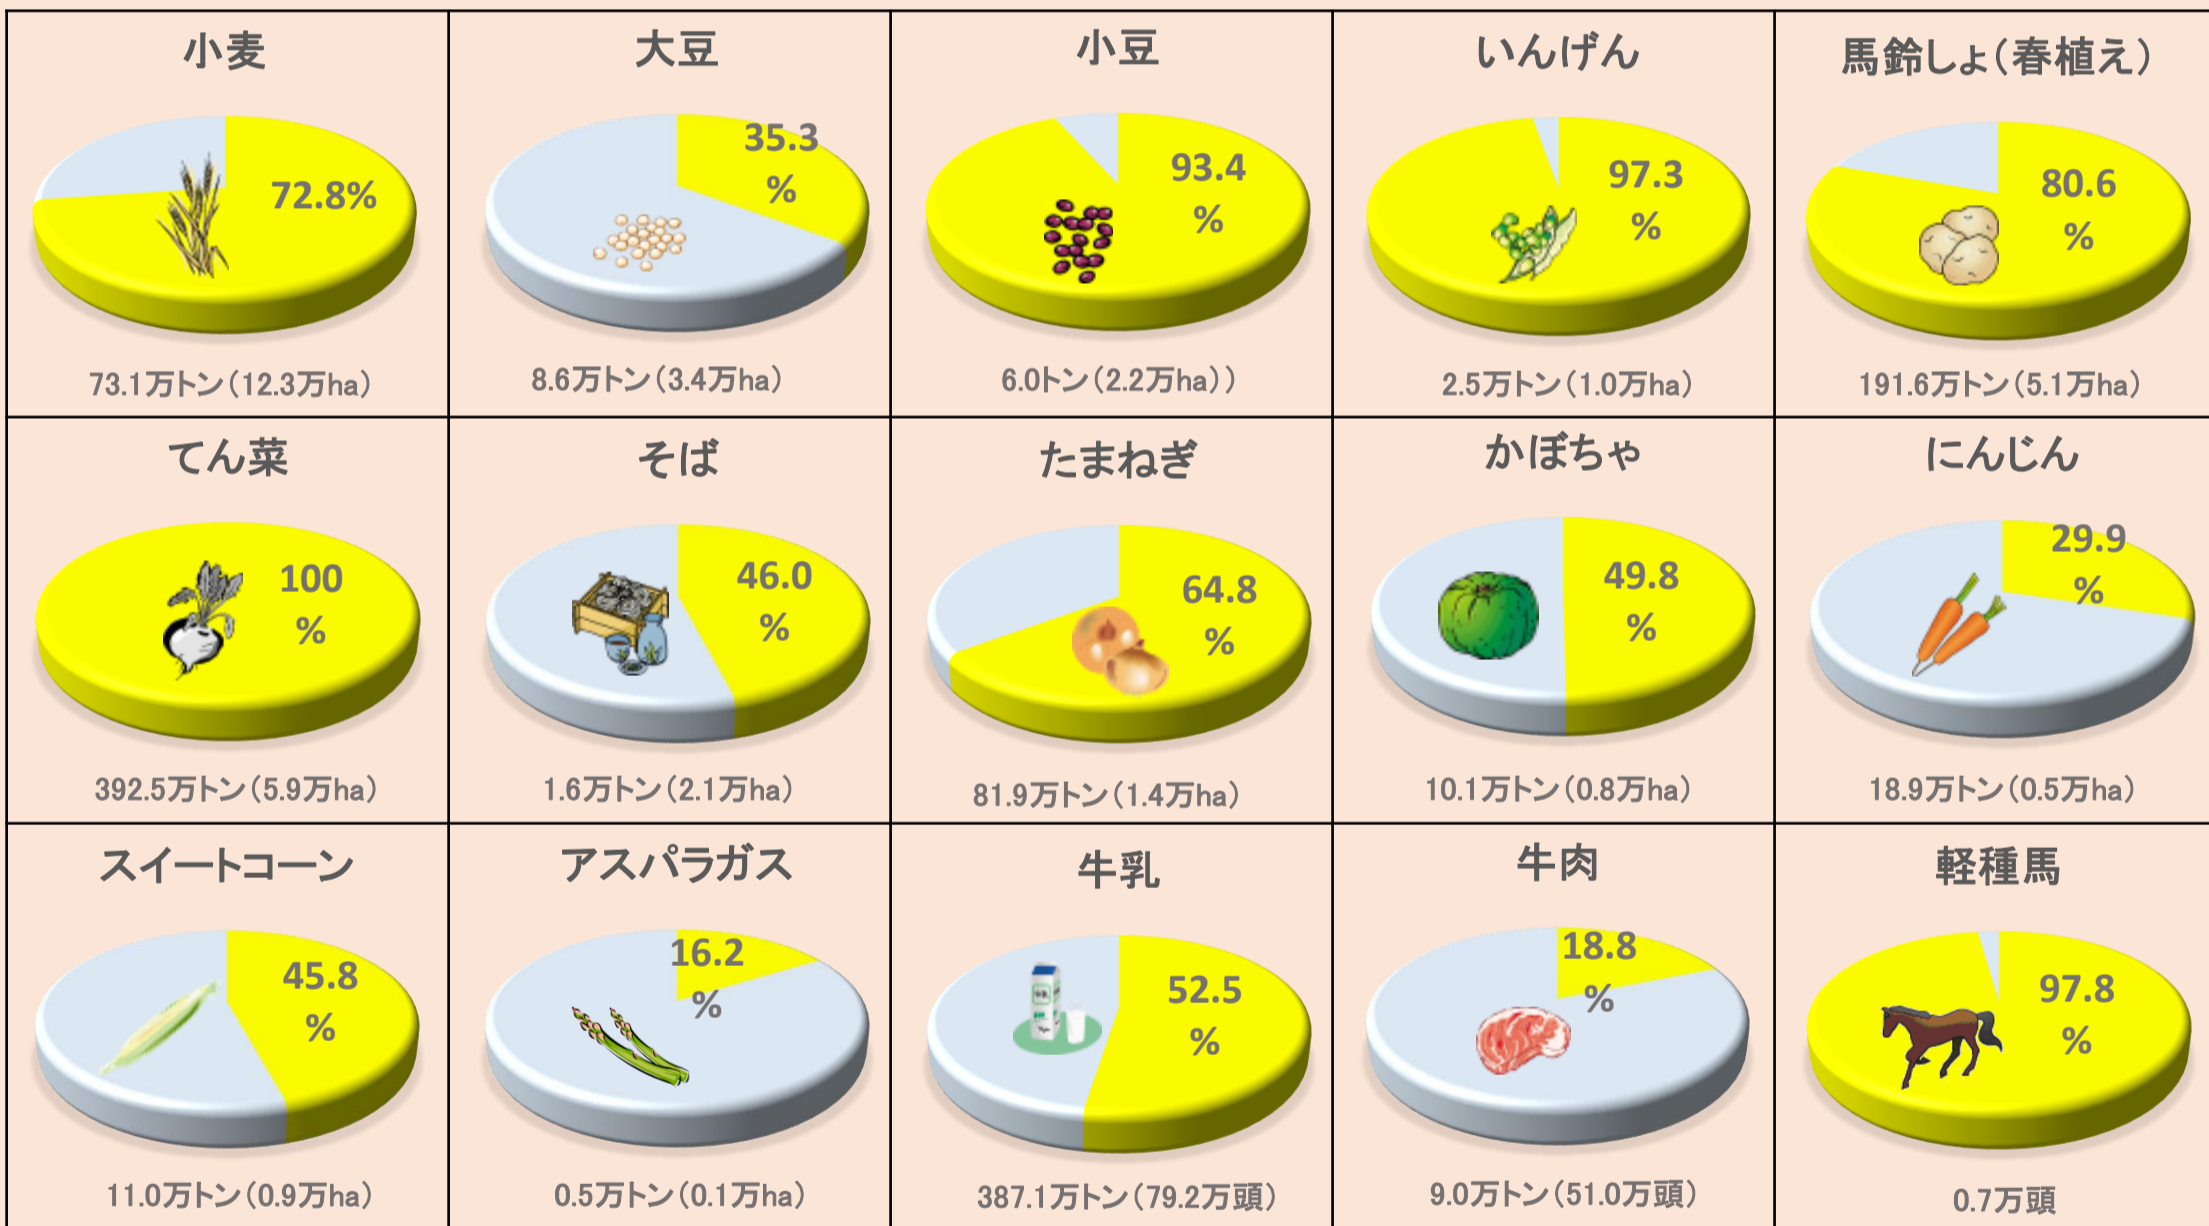 小麦
72.8%
73.1万トン(12.3万ha)
大豆
35.3
%
8.6万トン(3.4万ha)
小豆
93.4
%
6.0トン(2.2万ha))
いんげん
97.3
%
2.5万トン(1.0万ha)
馬鈴しょ(春植え)
80.6
%
191.6万トン(5.1万ha)
てん菜
100
%
392.5万トン(5.9万ha)
そば
46.0
%
1.6万トン(2.1万ha)
たまねぎ
64.8
%
81.9万トン(1.4万ha)
かぼちゃ
49.8
%
10.1万トン(0.8万ha)
にんじん
29.9
%
18.9万トン(0.5万ha)
スイートコーン
45.8
%
11.0万トン(0.9万ha)
アスパラガス
16.2
%
0.5万トン(0.1万ha)
牛乳
52.5
%
387.1万トン(79.2万頭)
牛肉
18.8
%
9.0万トン(51.0万頭)
軽種馬
97.8
%
0.7万頭